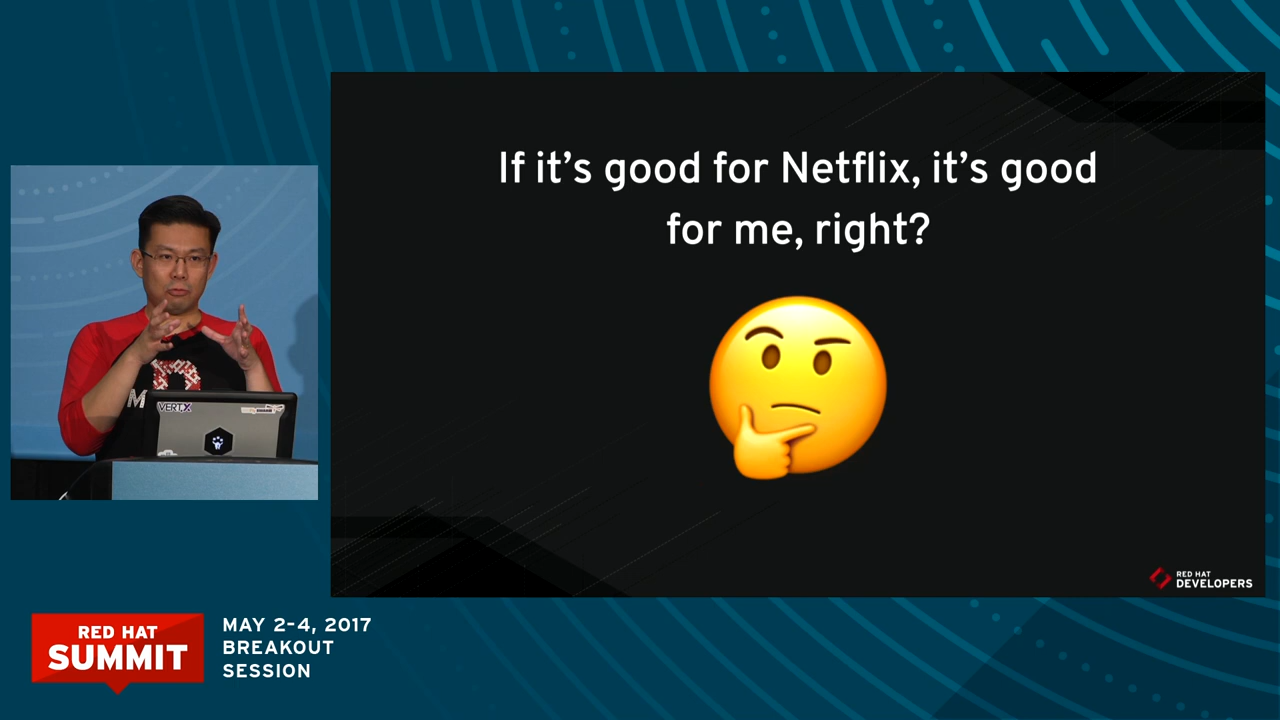 If it's good for Netflix, it's good
for me, right?
VERT.X
M
RED HAT
DEVELOPERS
RED HAT
SUMMIT
MAY 2-4, 2017
BREAKOUT
SESSION